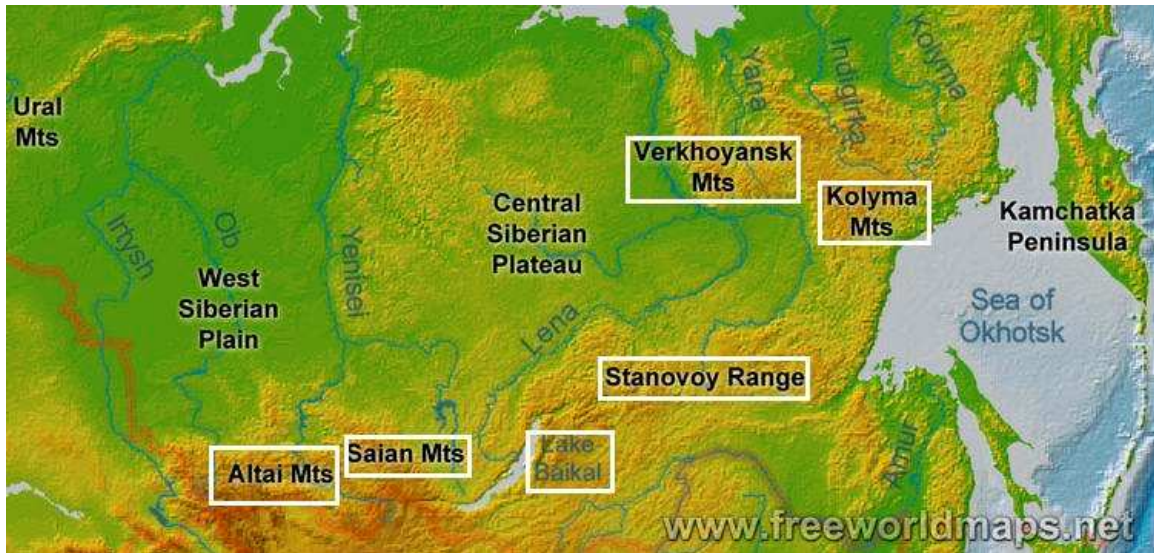 Ural
Mts
Irtysh
Ob
West
Siberian
Plain
Yenisei
Central
Siberian
Plateau
Lena
Yana
Indigirka
Kolyma
Verkhoyansk
Mts
Kolyma
Mts
Kamchatka
Peninsula
Sea of
Okhotsk
Stanovoy Range
Altai Mts
Saian Mts
Lake
Baikal
Amur
www.freeworldmaps.net